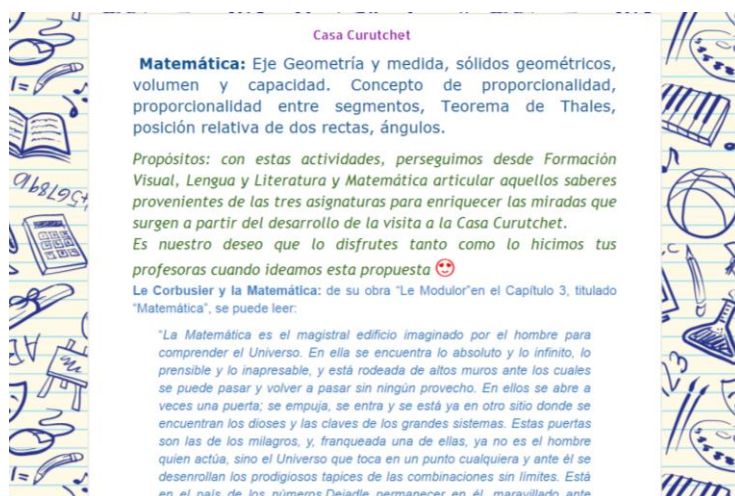 Casa Curutchet
Matemática: Eje Geometría y medida, sólidos geométricos,
volumen y capacidad. Concepto de proporcionalidad,
proporcionalidad entre segmentos, Teorema de Thales,
posición relativa de dos rectas, ángulos.
Propósitos: con estas actividades, perseguimos desde Formación
Visual, Lengua y Literatura y Matemática articular aquellos saberes
provenientes de las tres asignaturas para enriquecer las miradas que
surgen a partir del desarrollo de la visita a la Casa Curutchet.
Es nuestro deseo que lo disfrutes tanto como lo hicimos tus
profesoras cuando ideamos esta propuesta
Le Corbusier y la Matemática: de su obra "Le Modulor"en el Capítulo 3, titulado
"Matemática", se puede leer:
"La Matemática es el magistral edificio imaginado por el hombre para
comprender el Universo. En ella se encuentra lo absoluto y lo infinito, lo
prensible y lo inapresable, y está rodeada de altos muros ante los cuales
se puede pasar y volver a pasar sin ningún provecho. En ellos se abre a
veces una puerta; se empuja, se entra y se está ya en otro sitio donde se
encuentran los dioses y las claves de los grandes sistemas. Estas puertas
son las de los milagros, y, franqueada una de ellas, ya no es el hombre
quien actúa, sino el Universo que toca en un punto cualquiera y ante él se
desenrollan los prodigiosos tapices de las combinaciones sin límites. Está
en el país de los números.Dejadle permanecer en él, maravillado ante